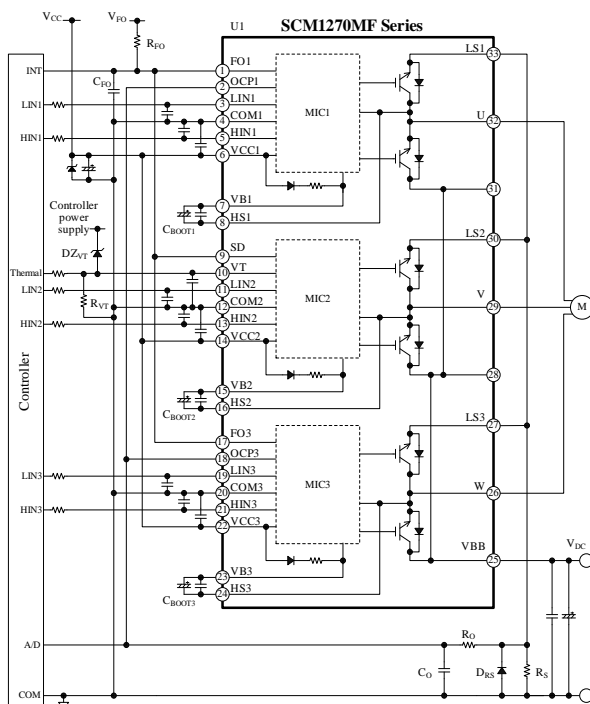 VCC
VFO
RFO
U1
SCM1270MF Series
INT
CFO
1 FO1
2 OCP1
LIN1
3 LIN1
4 COM1
HIN1
5 HIN1
6 VCC1
MIC1
LS1
33
U
32
31
7 VB1
CBOOT1
8 HS1
Controller
power
supply
DZVT
9 SD
Thermal
10 VT
LIN2
11 LIN2
RVT
12 COM2
HIN2
13 HIN2
14 VCC2
MIC2
LS2
30
V
29
M
28
15 VB2
CBOOT2
16 HS2
Controller
17 FO3
18 OCP3
LIN3
19 LIN3
20 COM3
HIN3
21 HIN3
22 VCC3
MIC3
LS3
27
W
26
VBB
25
VDC
23 VB3
CBOOT3
24 HS3
A/D
RO
CO
DRS
RS
COM